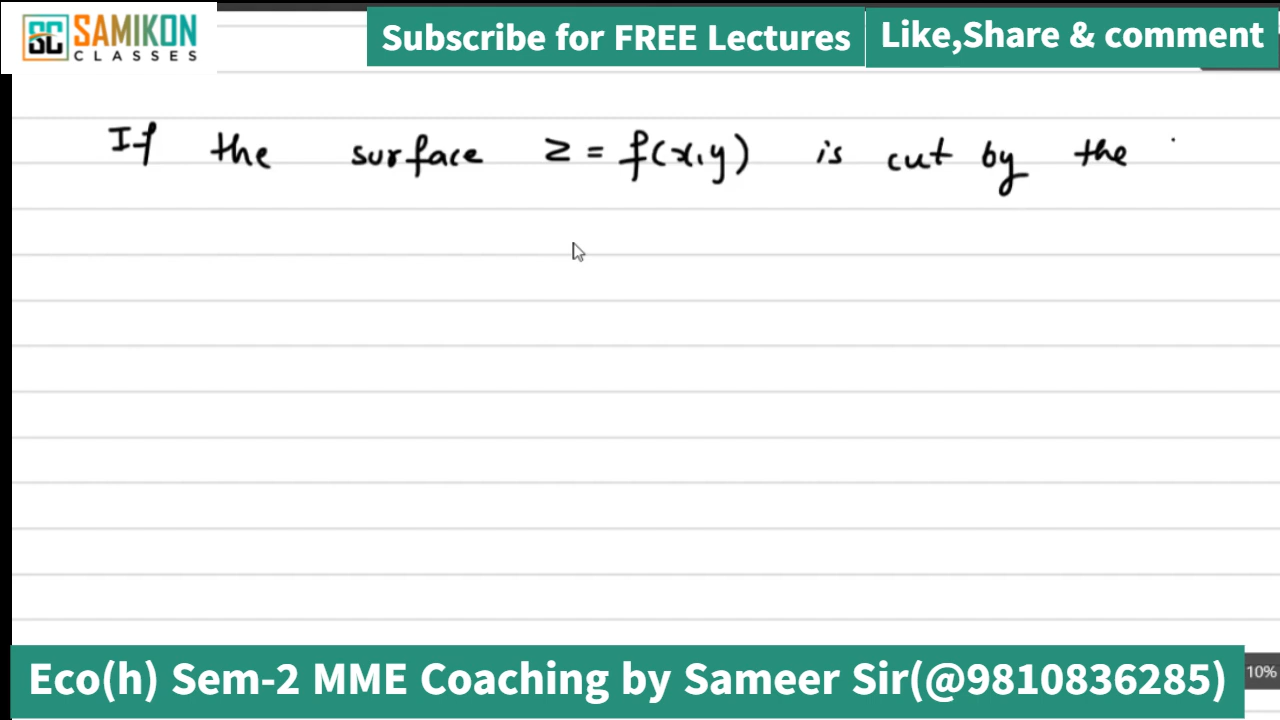 SC SAMIKON
CLASSES
Subscribe for FREE Lectures
Like,Share & comment
If the surface z = f(x,y) is cut by the
10%
Eco(h) Sem-2 MME Coaching by Sameer Sir(@9810836285)